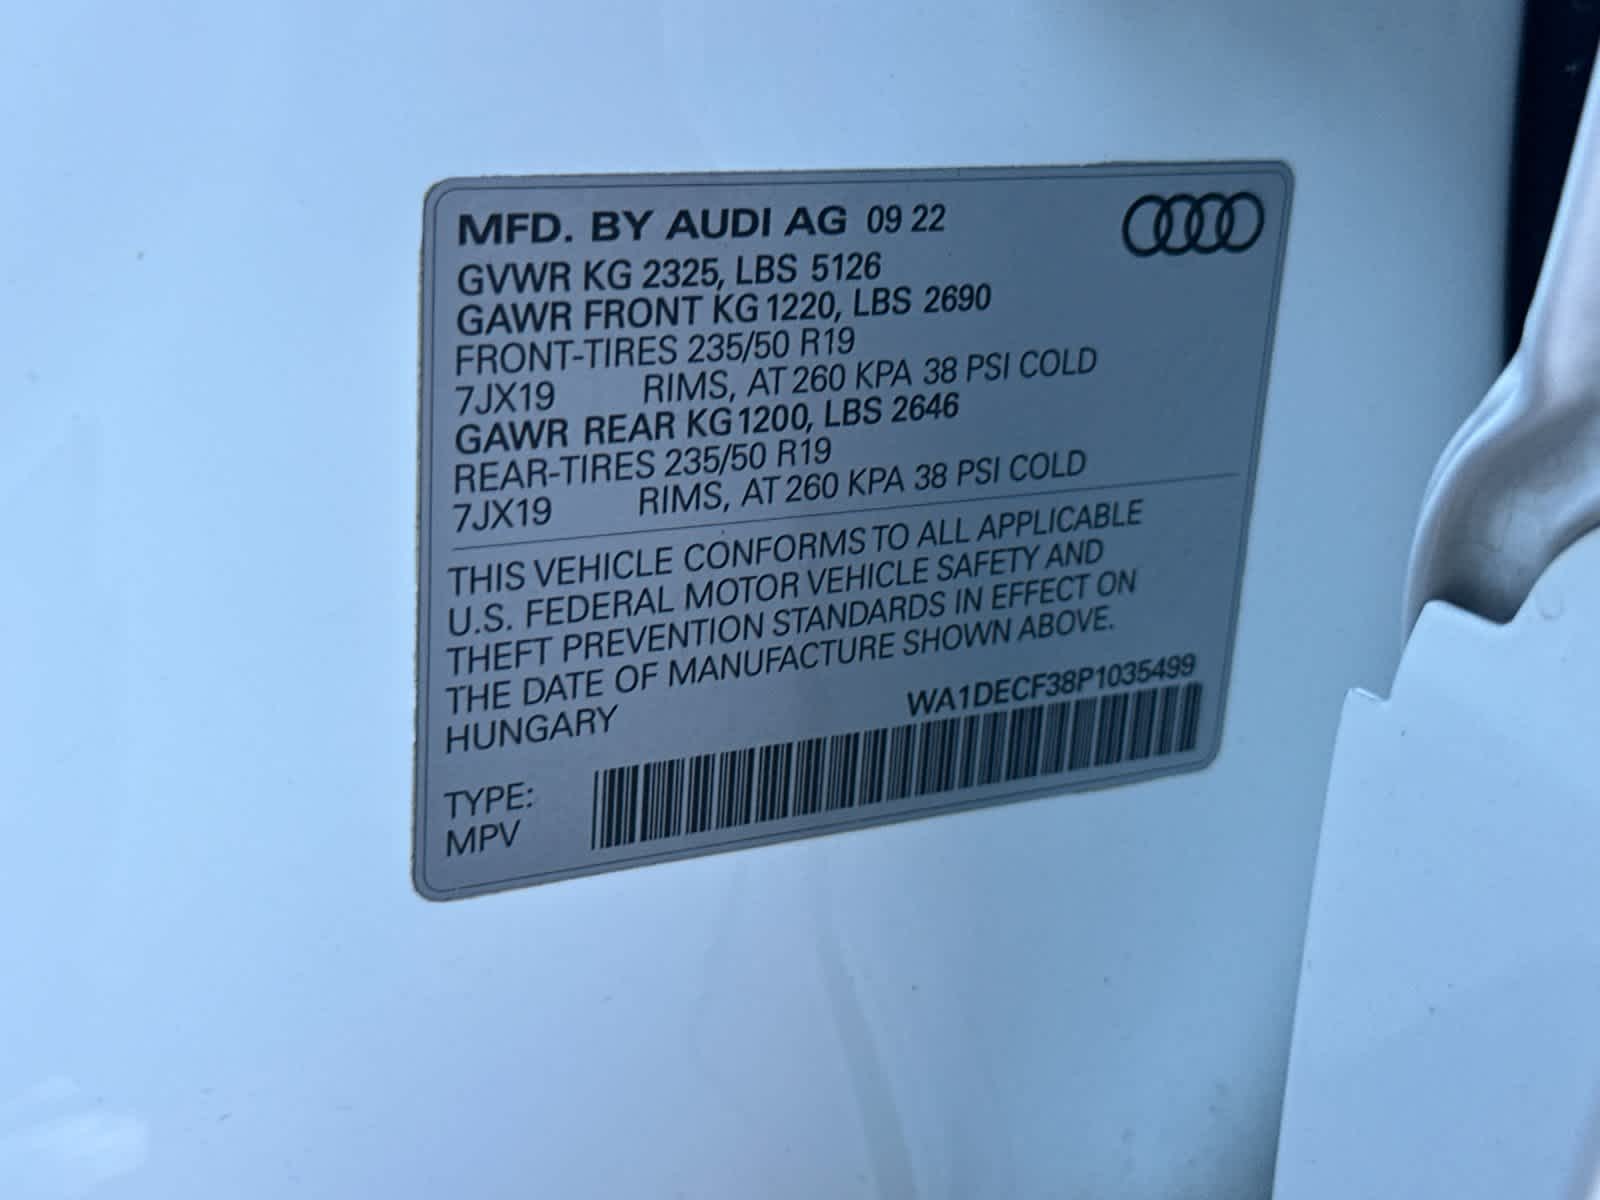 MFD. BY AUDI AG 09 22
GVWR KG 2325, LBS 5126
GAWR FRONT KG 1220, LBS 2690
FRONT-TIRES 235/50 R19
7JX19 RIMS, AT 260 KPA 38 PSI COLD
GAWR REAR KG 1200, LBS 2646
REAR-TIRES 235/50 R19
7JX19 RIMS, AT 260 KPA 38 PSI COLD
THIS VEHICLE CONFORMS TO ALL APPLICABLE
U.S. FEDERAL MOTOR VEHICLE SAFETY AND
THEFT PREVENTION STANDARDS IN EFFECT ON
THE DATE OF MANUFACTURE SHOWN ABOVE.
HUNGARY
WA1DECF38P1035499
TYPE:
MPV